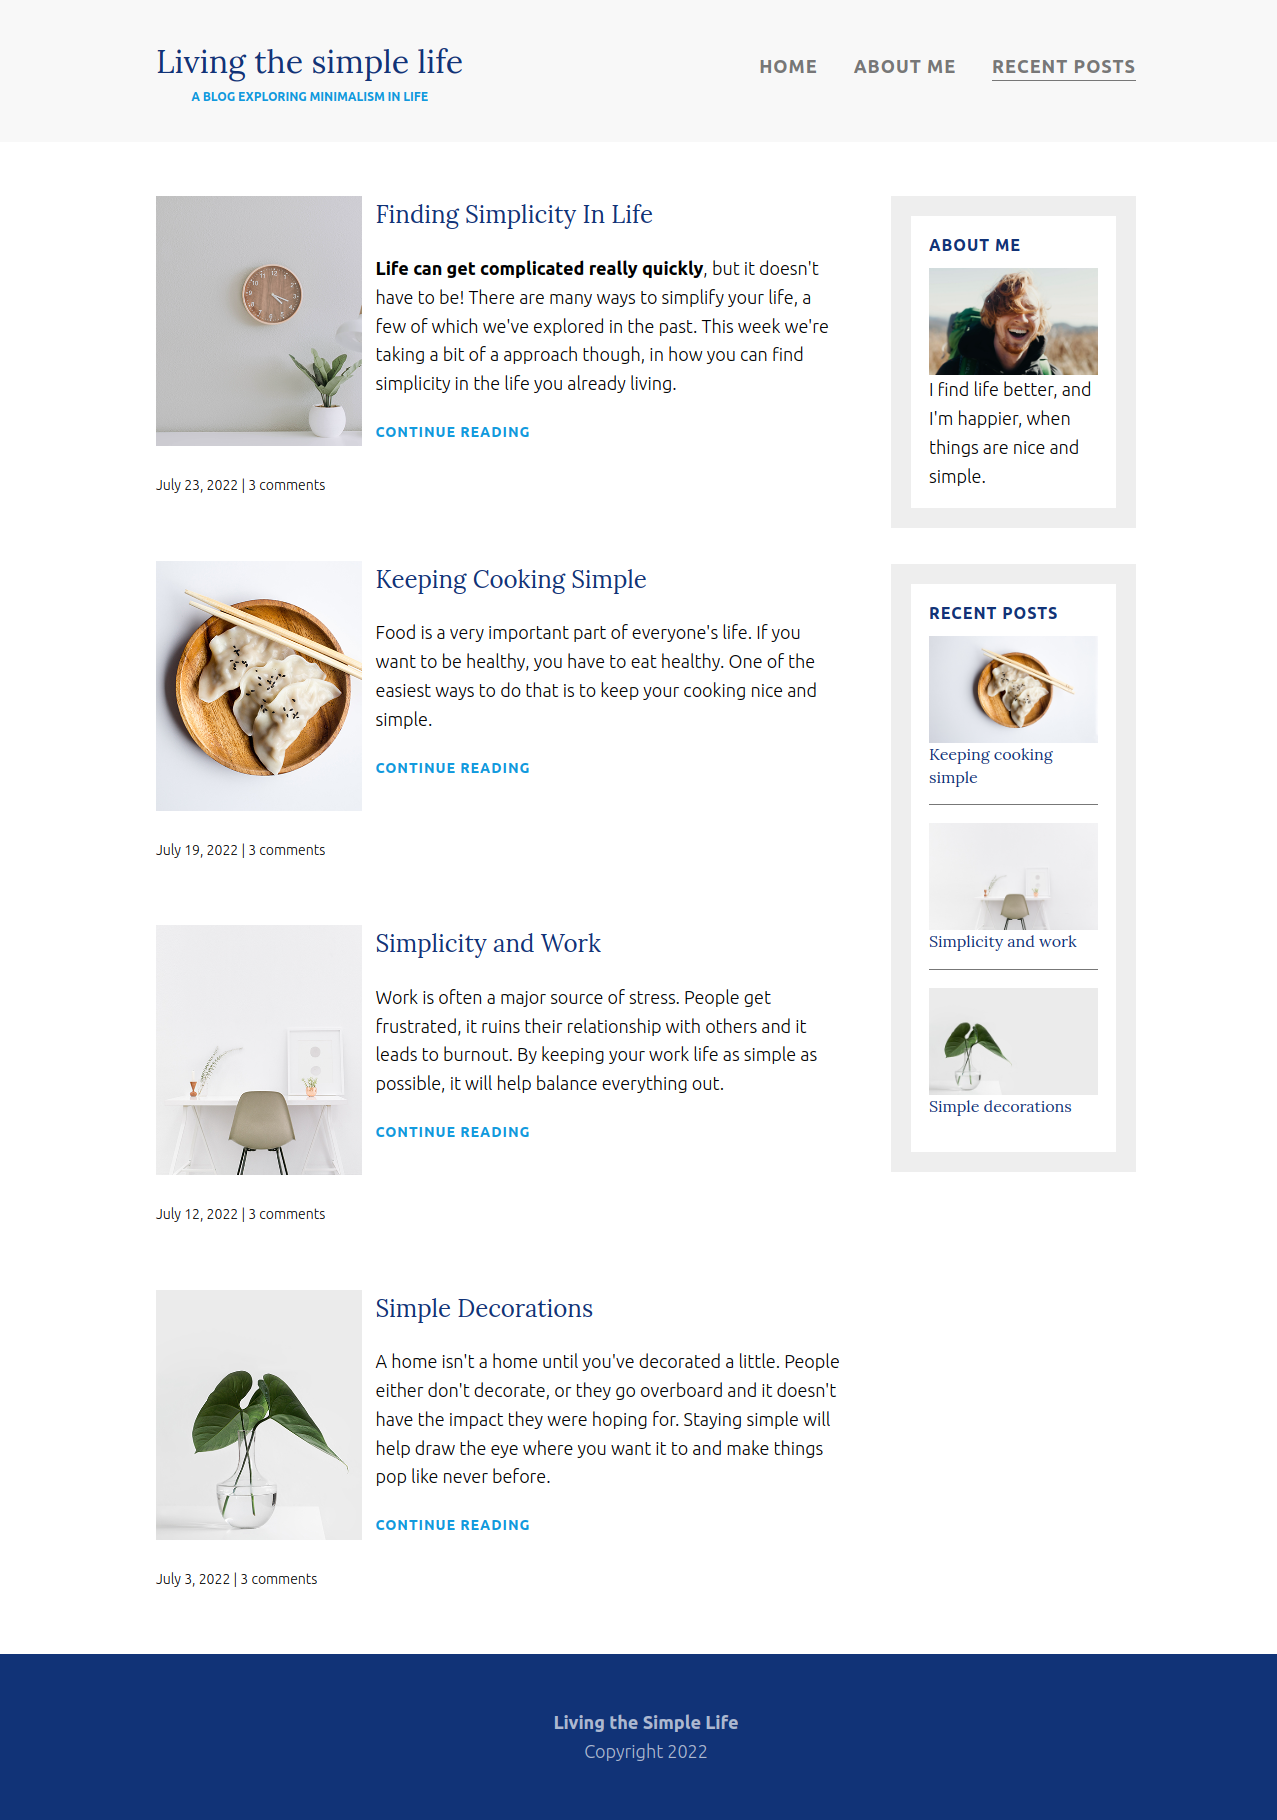 Living the simple life
A BLOG EXPLORING MINIMALISM IN LIFE
HOME ABOUT ME RECENT POSTS
Finding Simplicity In Life
Life can get complicated really quickly, but it doesn't
have to be! There are many ways to simplify your life, a
few of which we've explored in the past. This week we're
taking a bit of a approach though, in how you can find
simplicity in the life you already living.
CONTINUE READING
July 23, 2022 | 3 comments
Keeping Cooking Simple
Food is a very important part of everyone's life. If you
want to be healthy, you have to eat healthy. One of the
easiest ways to do that is to keep your cooking nice and
simple.
CONTINUE READING
July 19, 2022 | 3 comments
Simplicity and Work
Work is often a major source of stress. People get
frustrated, it ruins their relationship with others and it
leads to burnout. By keeping your work life as simple as
possible, it will help balance everything out.
CONTINUE READING
July 12, 2022 | 3 comments
Simple Decorations
A home isn't a home until you've decorated a little. People
either don't decorate, or they go overboard and it doesn't
have the impact they were hoping for. Staying simple will
help draw the eye where you want it to and make things
pop like never before.
CONTINUE READING
July 3, 2022 | 3 comments
ABOUT ME
I find life better, and
I'm happier, when
things are nice and
simple.
RECENT POSTS
Keeping cooking
simple
Simplicity and work
Simple decorations
Living the Simple Life
Copyright 2022